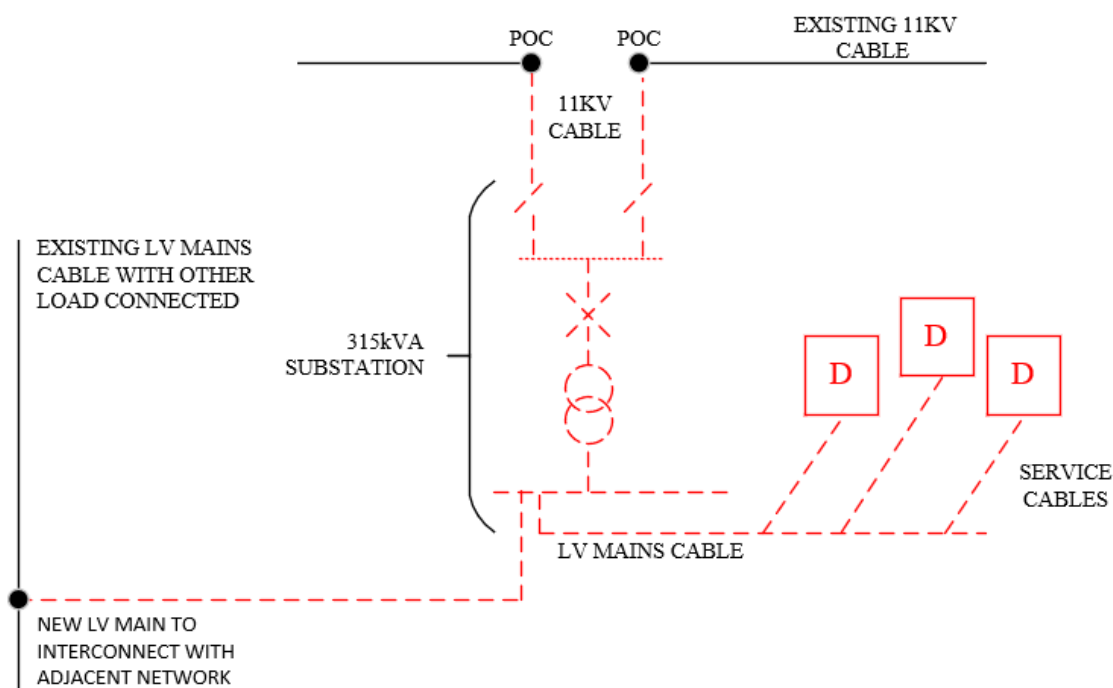 POC
POC
EXISTING 11KV
CABLE
11KV
CABLE
EXISTING LV MAINS
CABLE WITH OTHER
LOAD CONNECTED
315kVA
SUBSTATION
D
D
D
SERVICE
CABLES
LV MAINS CABLE
NEW LV MAIN TO
INTERCONNECT WITH
ADJACENT NETWORK